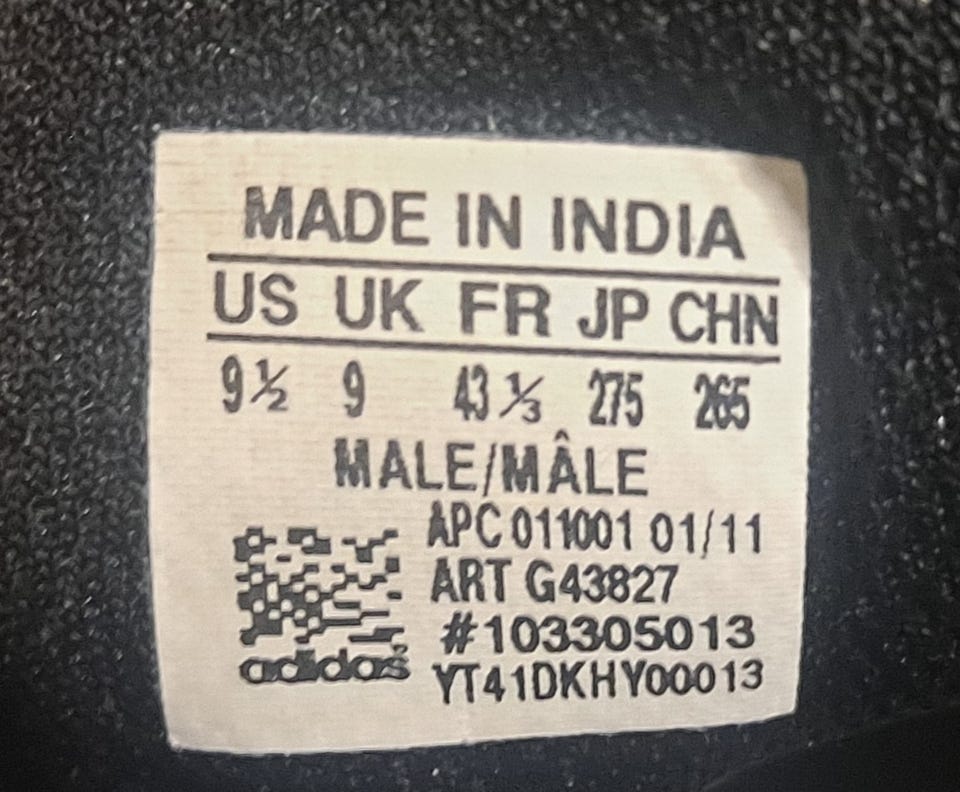 MADE IN INDIA
US UK FR JP CHN
9½ 9 43⅓ 275 265
MALE/MÂLE
APC 011001 01/11
ART G43827
#103305013
adidas
YT41DKHY00013